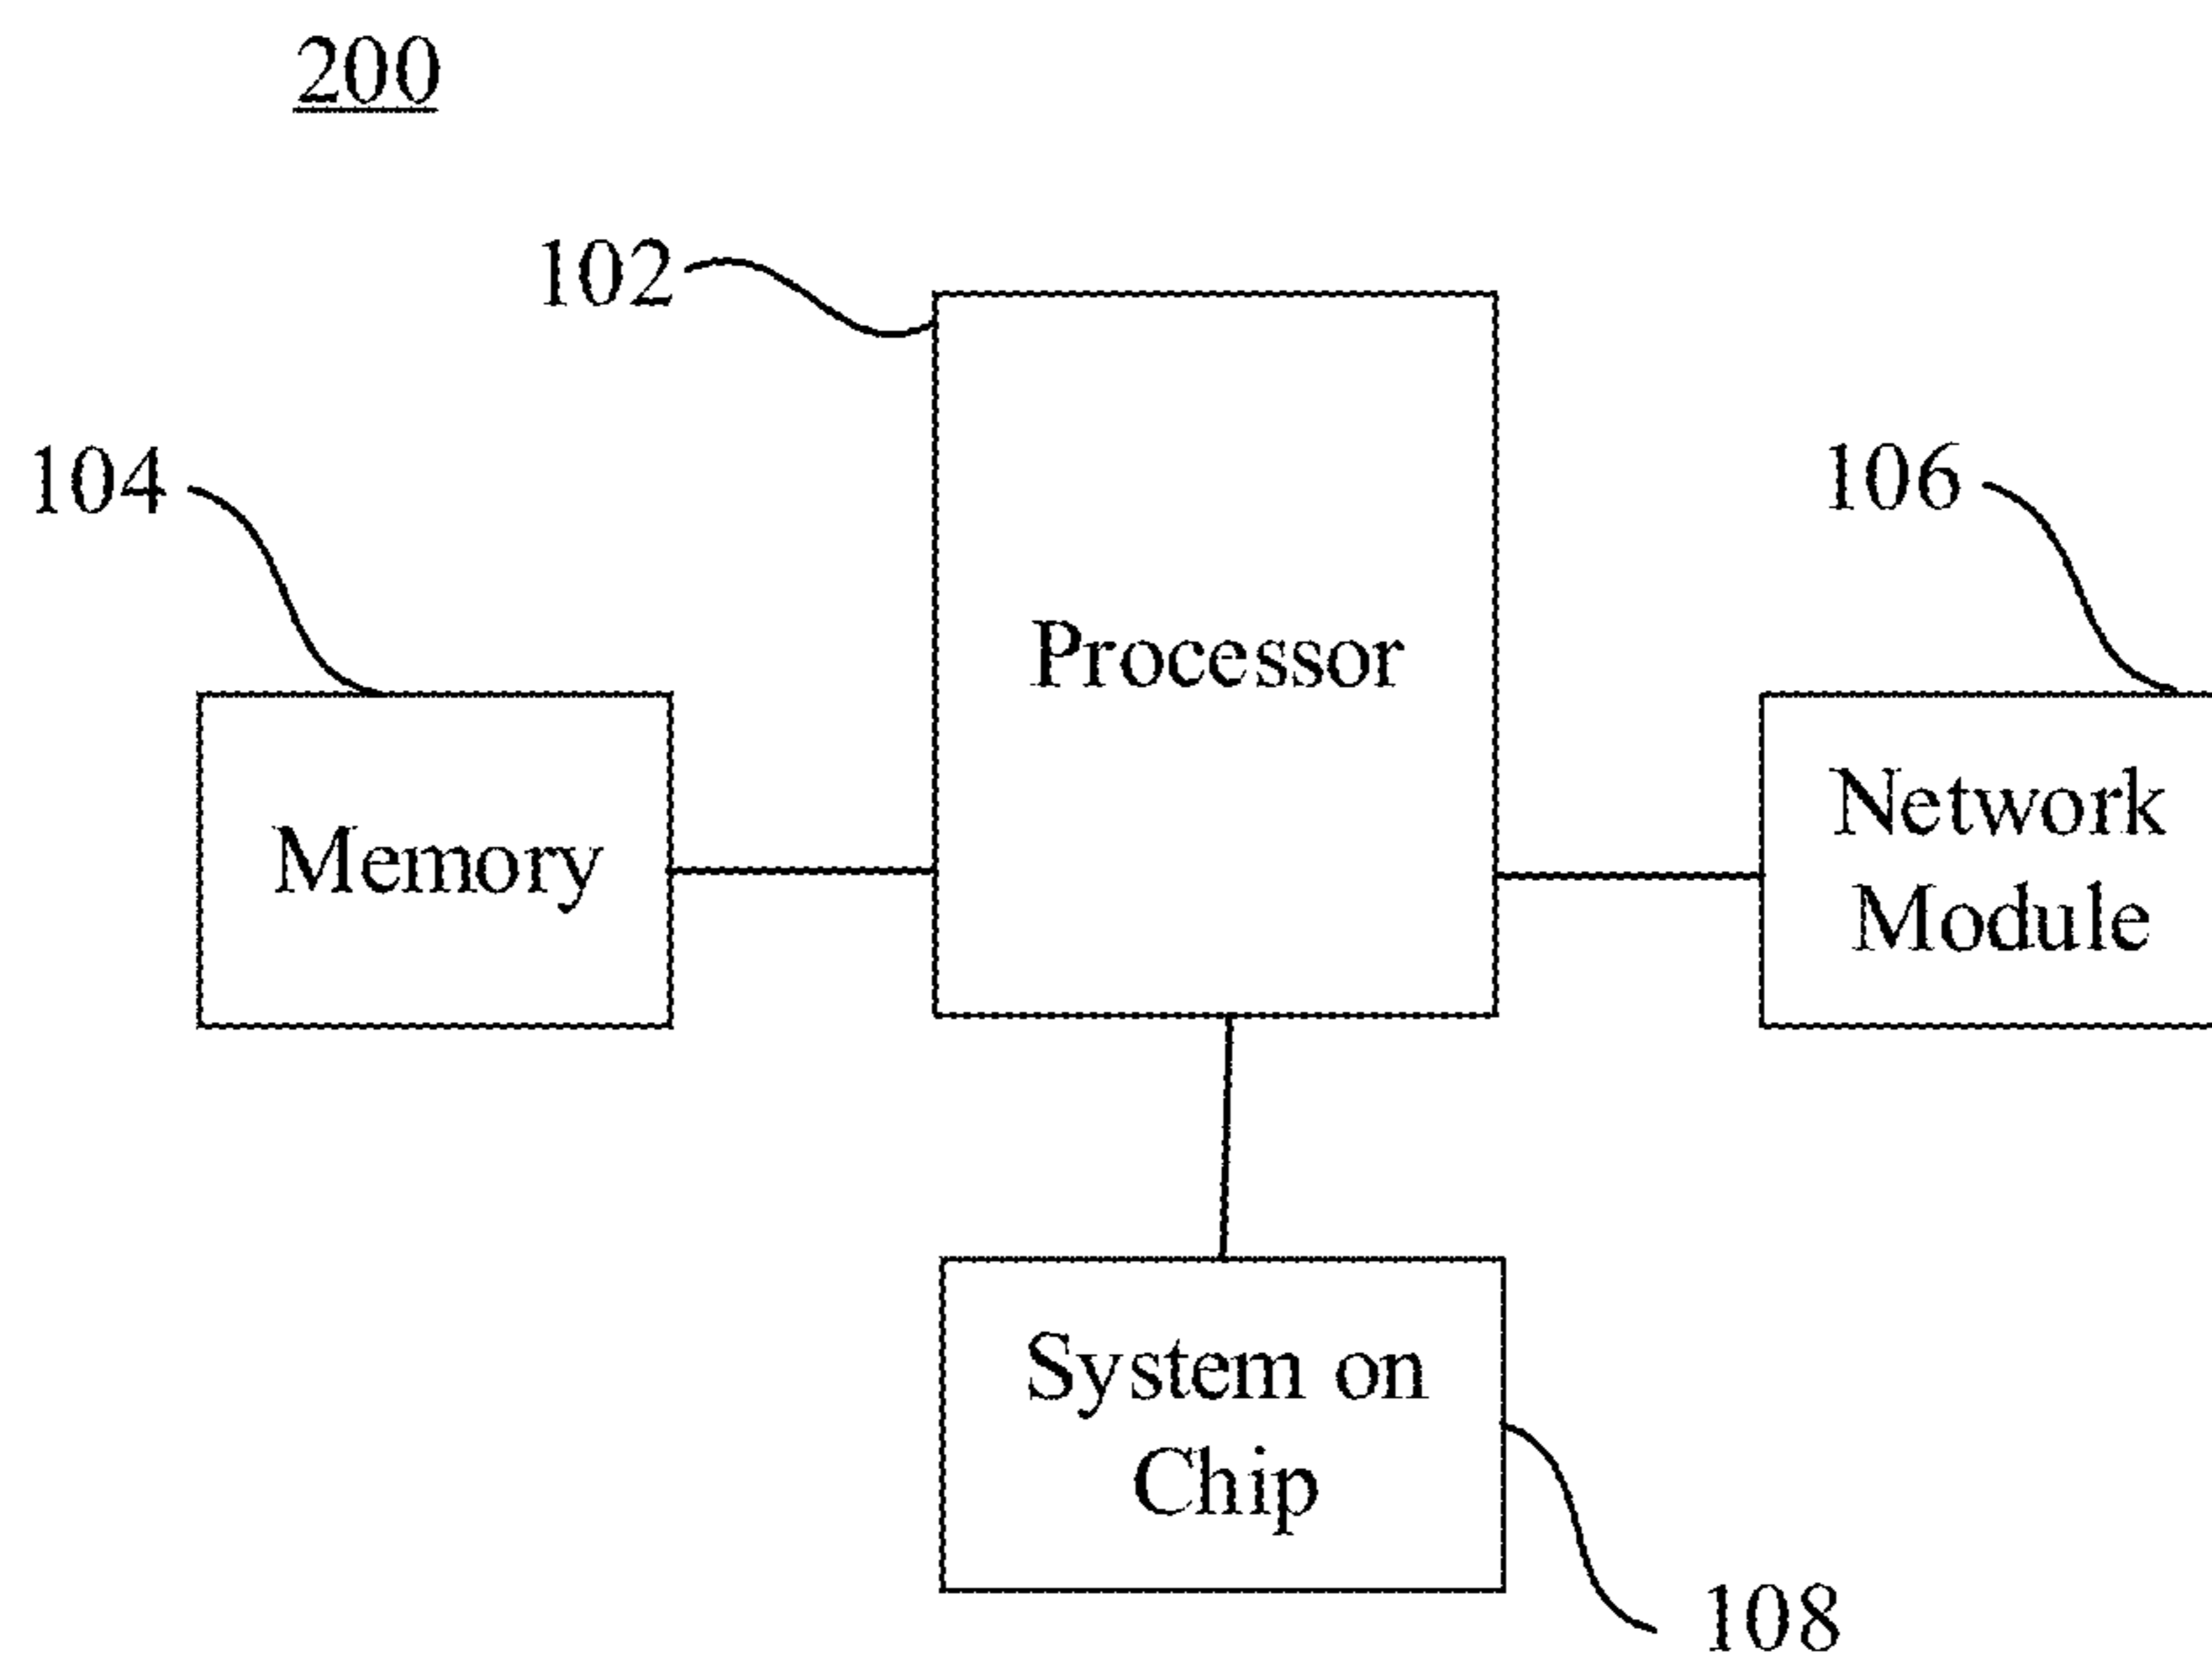 200
102
104
106
Processor
Memory
Network
Module
System on
Chip
108